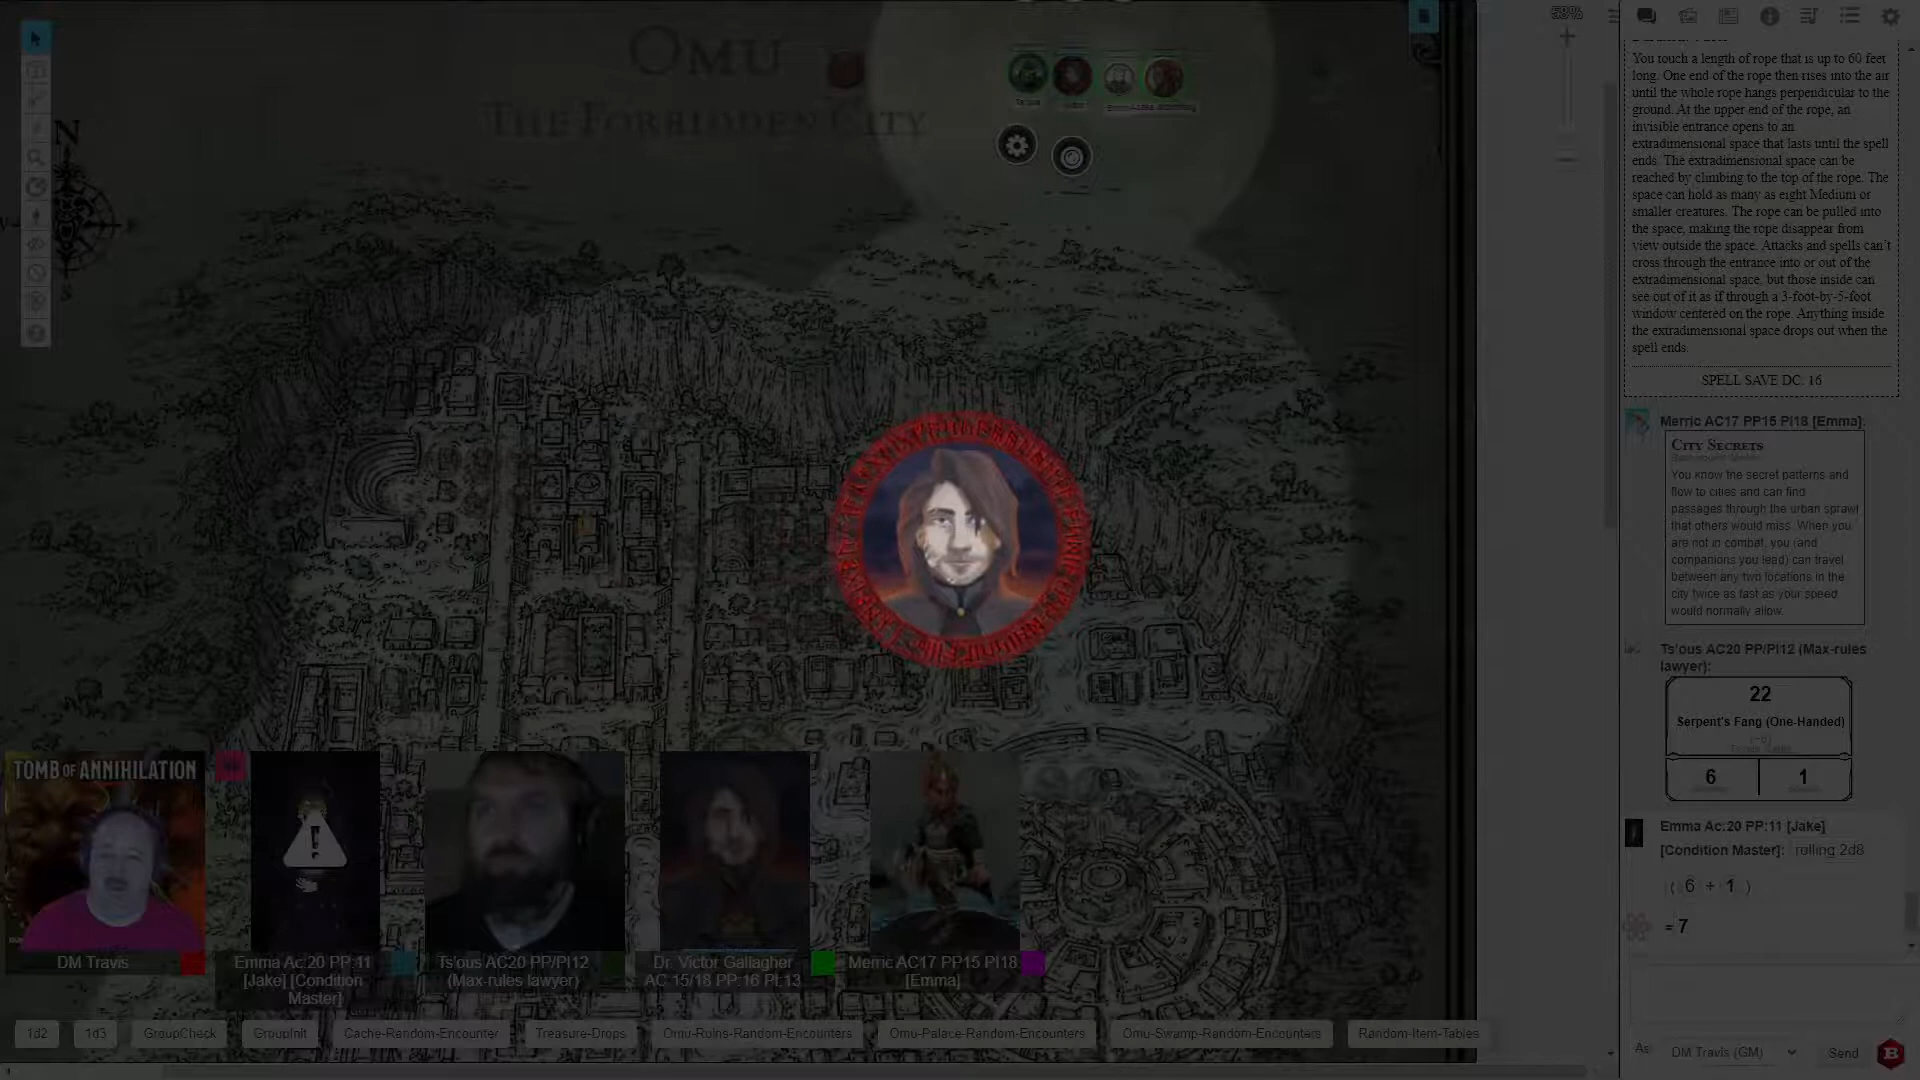 OMU
THE FORBIDDEN CITY
N
S
58%
You touch a length of rope that is up to 60 feet
long. One end of the rope then rises into the air
until the whole rope hangs perpendicular to the
ground. At the upper end of the rope, an
invisible entrance opens to an
extradimensional space that lasts until the spell
ends. The extradimensional space can be
reached by climbing to the top of the rope. The
space can hold as many as eight Medium or
smaller creatures. The rope can be pulled into
the space, making the rope disappear from
view outside the space. Attacks and spells can't
cross through the entrance into or out of the
extradimensional space, but those inside can
see out of it as if through a 3-foot-by-5-foot
window centered on the rope. Anything inside
the extradimensional space drops out when the
spell ends.
SPELL SAVE DC: 16
Merric AC17 PP15 PI18 [Emma]:
CITY SECRETS
You know the secret patterns and
flow to cities and can find
passages through the urban sprawl
that others would miss. When you
are not in combat, you (and
companions you lead) can travel
between any two locations in the
city twice as fast as your speed
would normally allow.
Ts'ous AC20 PP/PI12 (Max-rules
lawyer):
22
Serpent's Fang (One-Handed)
6 1
Emma Ac:20 PP:11 [Jake]
[Condition Master]: rolling 2d8
( 6 + 1 )
= 7
TOMB OF ANNIHILATION
DM Travis
Emma Ac:20 PP:11
[Jake] [Condition
Master]
Ts'ous AC20 PP/PI12
(Max-rules lawyer)
Dr. Victor Gallagher
AC 15/18 PP:16 PI:13
Merric AC17 PP15 PI18
[Emma]
1d2 1d3 GroupCheck GroupInit Cache-Random-Encounter Treasure-Drops Omu-Ruins-Random-Encounters Omu-Palace-Random-Encounters Omu-Swamp-Random-Encounters Random-Item-Tables
As: DM Travis (GM) Send
B